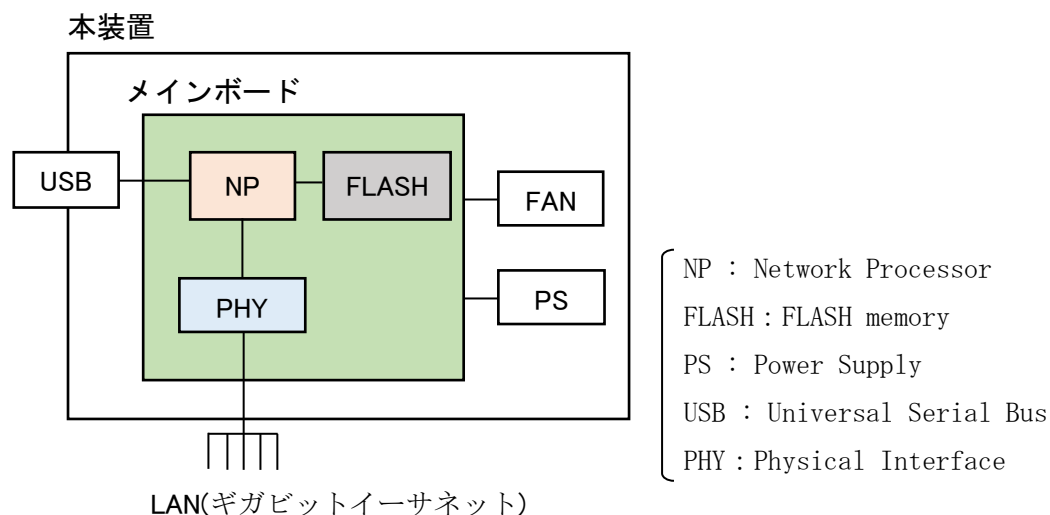 本装置
メインボード
USB
NP
FLASH
FAN
PHY
PS
NP : Network Processor
FLASH : FLASH memory
PS : Power Supply
USB : Universal Serial Bus
PHY : Physical Interface
LAN(ギガビットイーサネット)